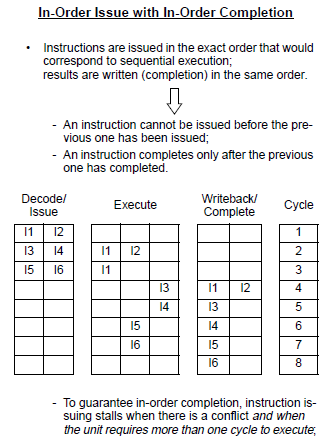 In-Order Issue with In-Order Completion
• Instructions are issued in the exact order that would
correspond to sequential execution;
results are written (completion) in the same order.
- An instruction cannot be issued before the pre-
vious one has been issued;
- An instruction completes only after the previous
one has completed.
Decode/ Writeback/
Issue Execute Complete Cycle
I1 I2 1
I3 I4 I1 I2 2
I5 I6 I1 3
I3 I1 I2 4
I4 I3 5
I5 I4 6
I6 I5 7
I6 8
- To guarantee in-order completion, instruction is-
suing stalls when there is a conflict and when
the unit requires more than one cycle to execute;